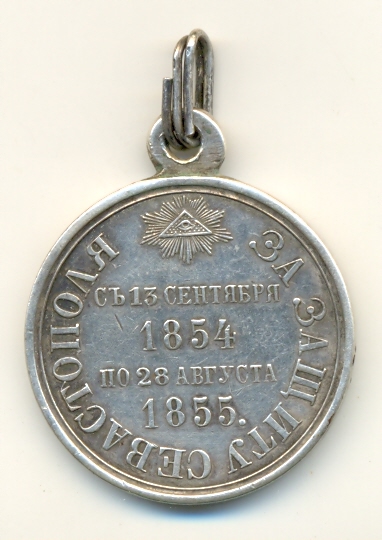 ЗА ЗАЩИТУ СЕВАСТОПОЛЯ
СЪ 13 СЕНТЯБРЯ
1854
ПО 28 АВГУСТА
1855.